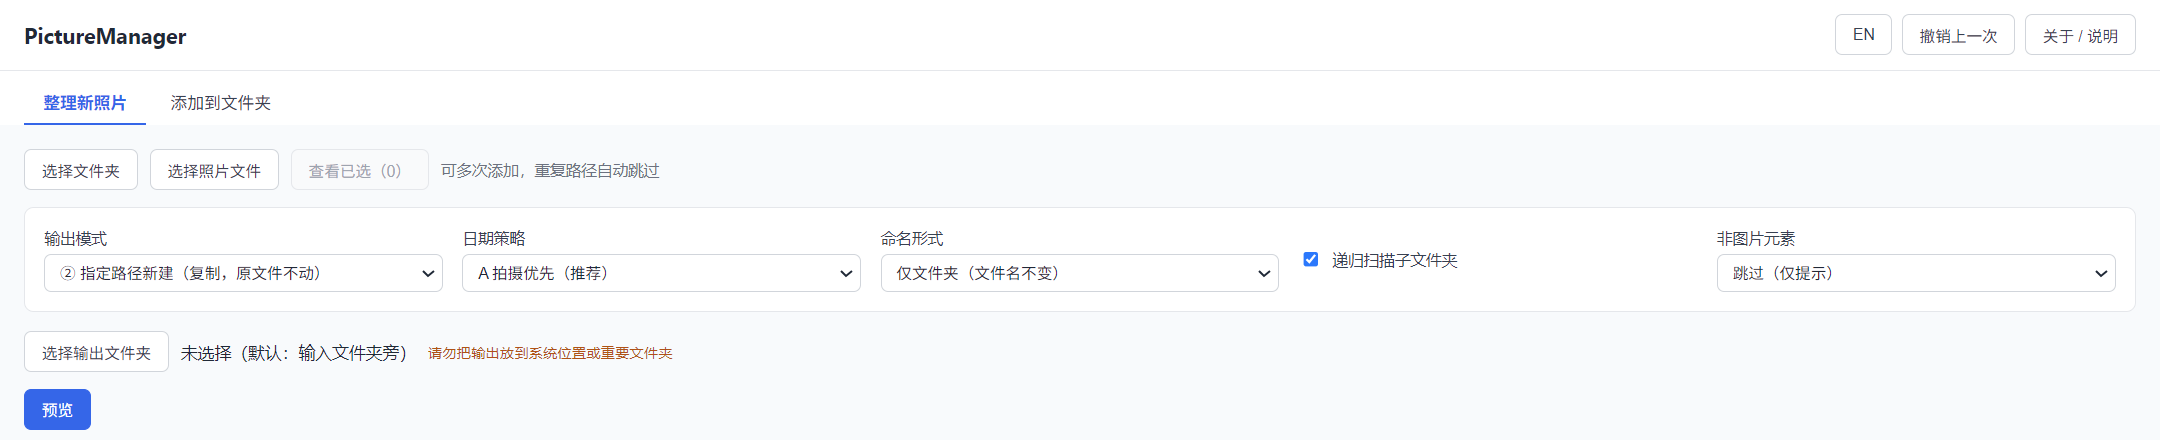 PictureManager
EN
撤销上一次
关于 / 说明
整理新照片
添加到文件夹
选择文件夹
选择照片文件
查看已选（0）
可多次添加，重复路径自动跳过
输出模式
日期策略
命名形式
非图片元素
② 指定路径新建（复制，原文件不动）
A 拍摄优先（推荐）
仅文件夹（文件名不变）
递归扫描子文件夹
跳过（仅提示）
选择输出文件夹
未选择（默认：输入文件夹旁）
请勿把输出放到系统位置或重要文件夹
预览